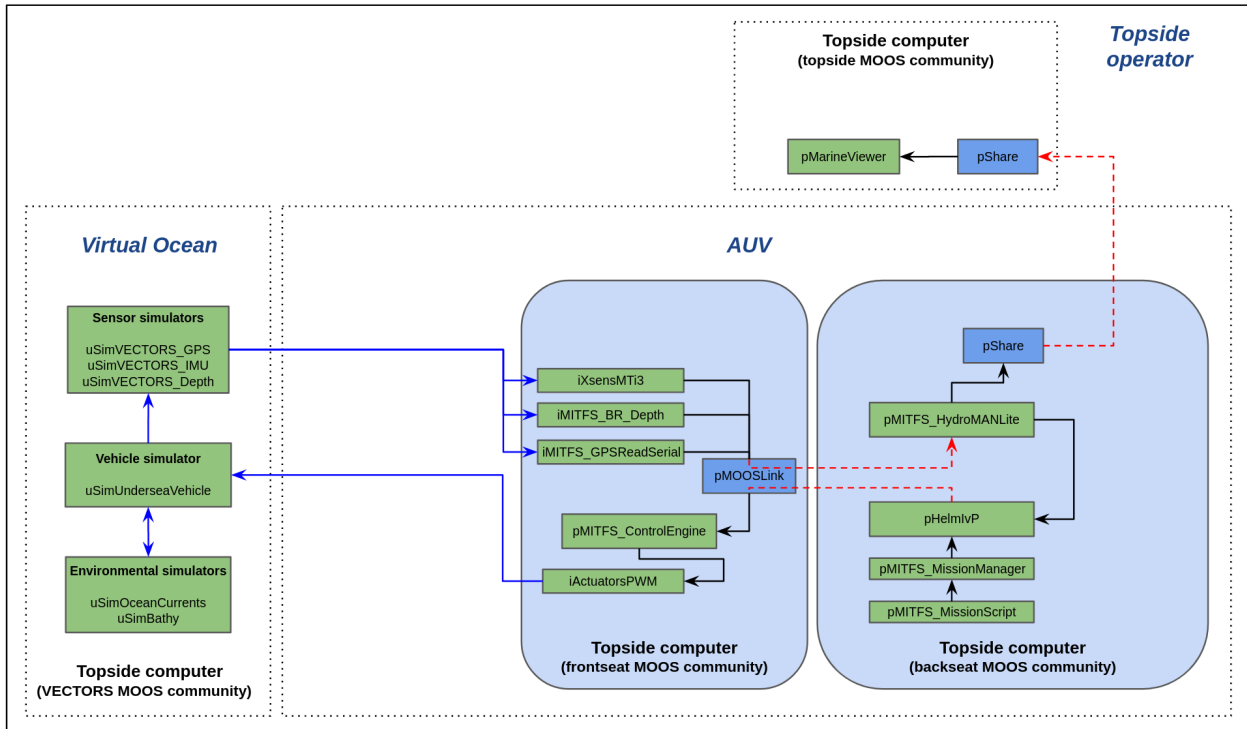 Topside computer
(topside MOOS community)
Topside
operator
pMarineViewer
pShare
Virtual Ocean
Sensor simulators
uSimVECTORS_GPS
uSimVECTORS_IMU
uSimVECTORS_Depth
Vehicle simulator
uSimUnderseaVehicle
Environmental simulators
uSimOceanCurrents
uSimBathy
Topside computer
(VECTORS MOOS community)
AUV
iXsensMTi3
iMITFS_BR_Depth
iMITFS_GPSReadSerial
pMOOSLink
pMITFS_ControlEngine
iActuatorsPWM
Topside computer
(frontseat MOOS community)
pShare
pMITFS_HydroMANLite
pHelmIvP
pMITFS_MissionManager
pMITFS_MissionScript
Topside computer
(backseat MOOS community)